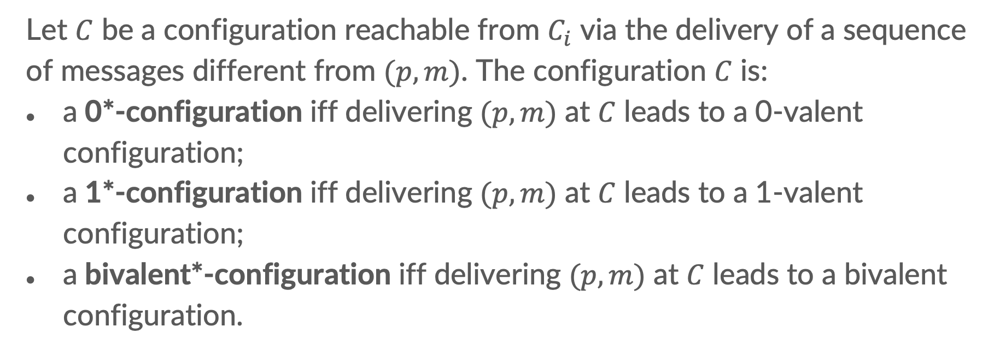 Let C be a configuration reachable from Cᵢ via the delivery of a sequence
of messages different from (p, m). The configuration C is:
• a 0*-configuration iff delivering (p, m) at C leads to a 0-valent
configuration;
• a 1*-configuration iff delivering (p, m) at C leads to a 1-valent
configuration;
• a bivalent*-configuration iff delivering (p, m) at C leads to a bivalent
configuration.